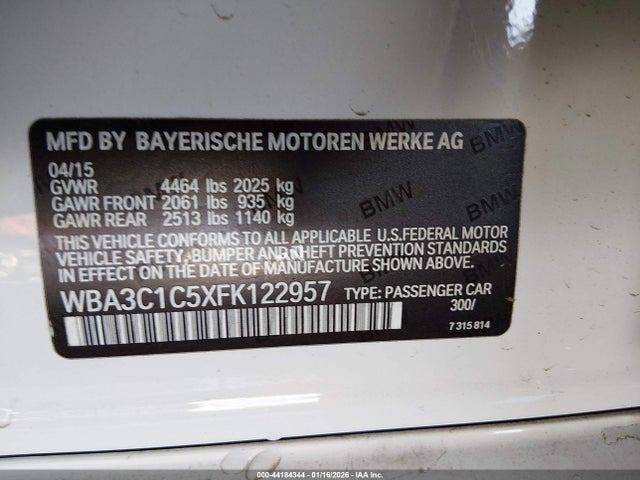 MFD BY BAYERISCHE MOTOREN WERKE AG
04/15
GVWR 4464 lbs 2025 kg
GAWR FRONT 2061 lbs 935 kg
GAWR REAR 2513 lbs 1140 kg
THIS VEHICLE CONFORMS TO ALL APPLICABLE U.S.FEDERAL MOTOR
VEHICLE SAFETY, BUMPER AND THEFT PREVENTION STANDARDS
IN EFFECT ON THE DATE OF MANUFACTURE SHOWN ABOVE.
WBA3C1C5XFK122957 TYPE: PASSENGER CAR
300/
7 315 814
BMW
BMW
BMW
000-44184344 | 01/16/2026 | IAA Inc.